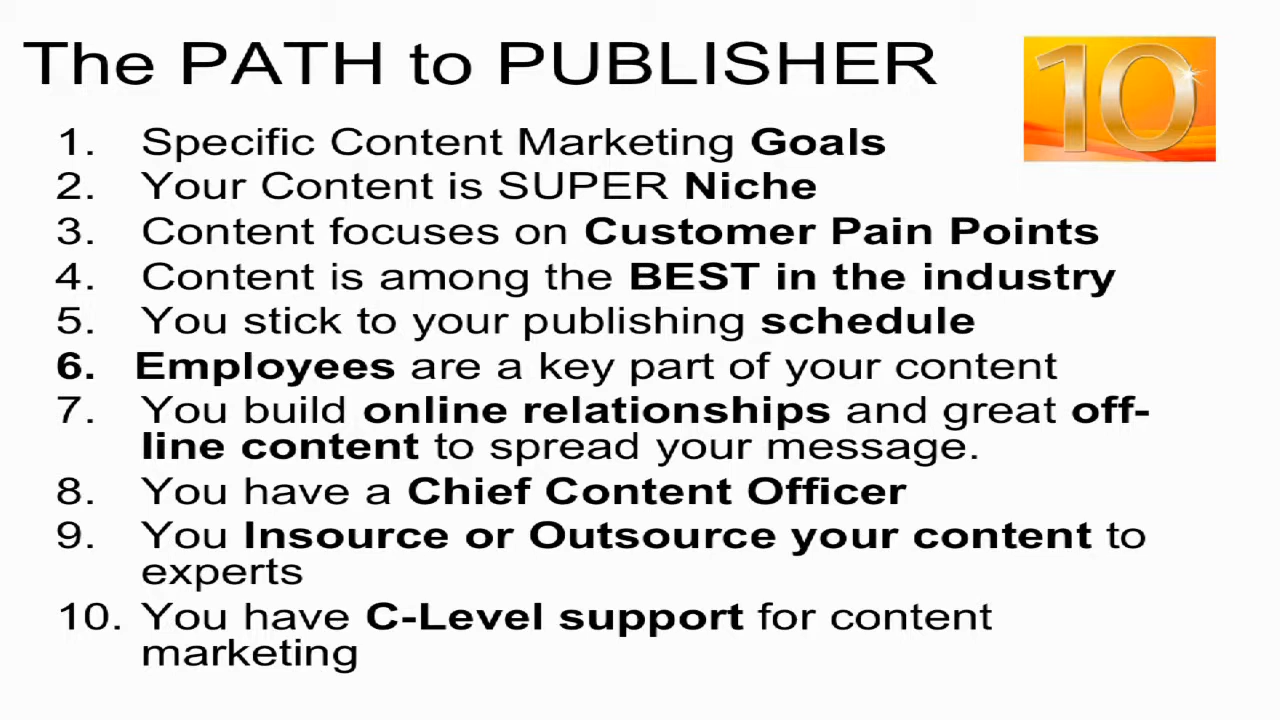 The PATH to PUBLISHER
10
1. Specific Content Marketing Goals
2. Your Content is SUPER Niche
3. Content focuses on Customer Pain Points
4. Content is among the BEST in the industry
5. You stick to your publishing schedule
6. Employees are a key part of your content
7. You build online relationships and great off-
line content to spread your message.
8. You have a Chief Content Officer
9. You Insource or Outsource your content to
experts
10. You have C-Level support for content
marketing